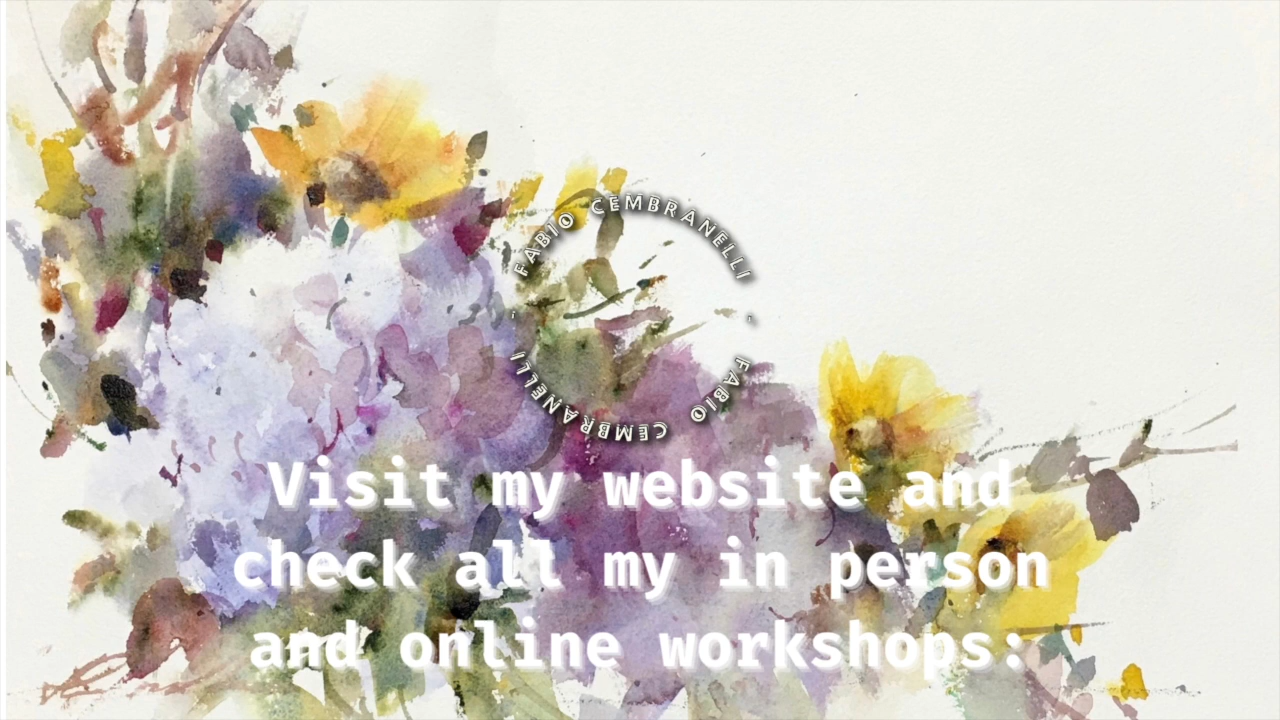 FABIO CEMBRANELLI - FABIO CEMBRANELLI -
Visit my website and
check all my in person
and online workshops: